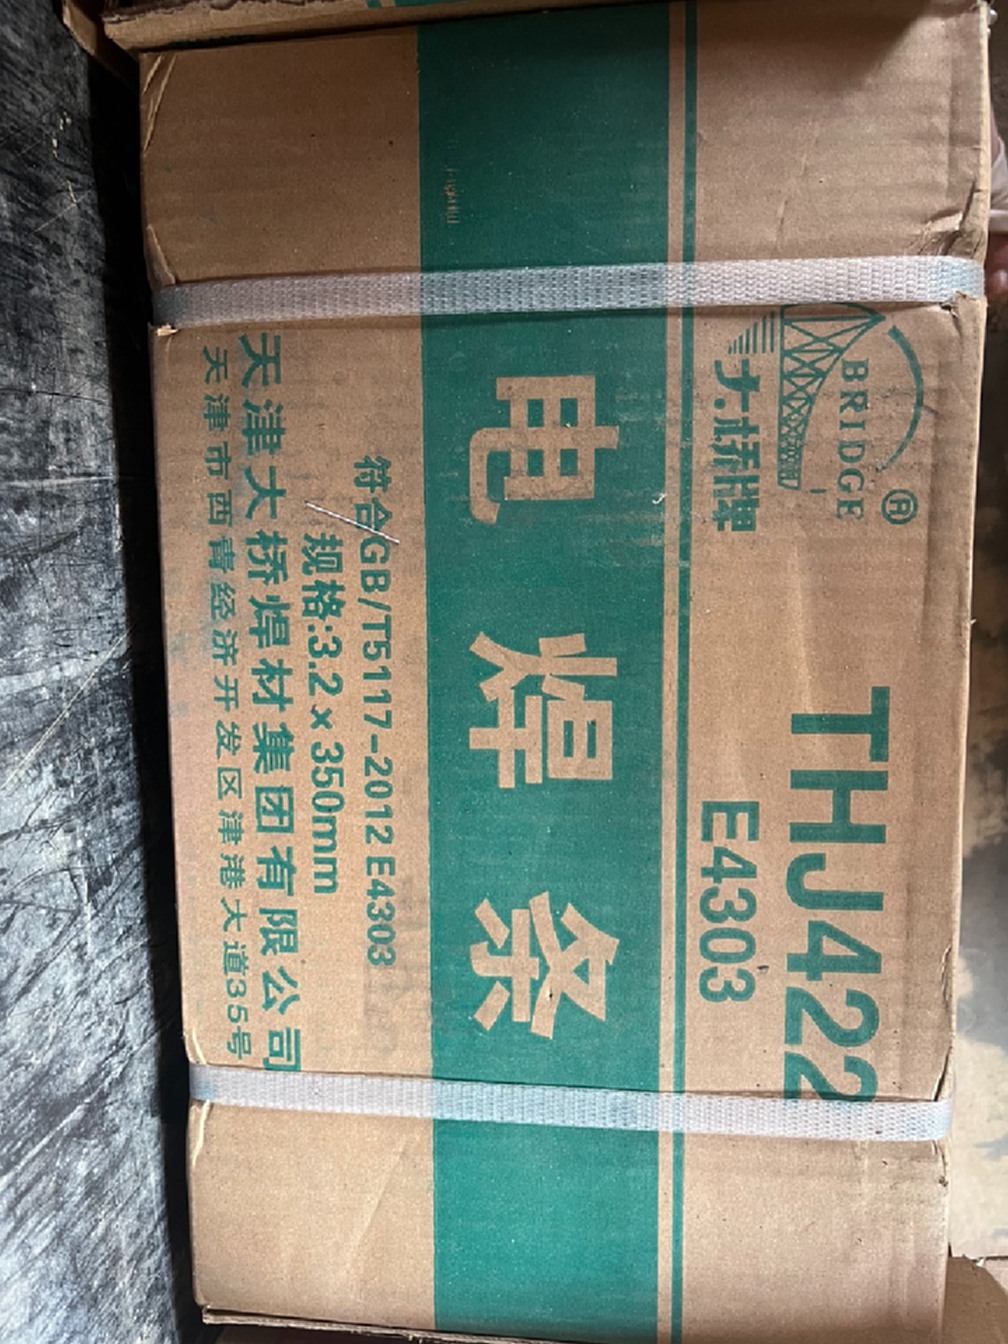 BRIDGE
®
大桥牌
THJ422
E4303
电焊条
符合GB/T5117-2012 E4303
规格:3.2×350mm
天津大桥焊材集团有限公司
天津市西青经济开发区津港大道35号